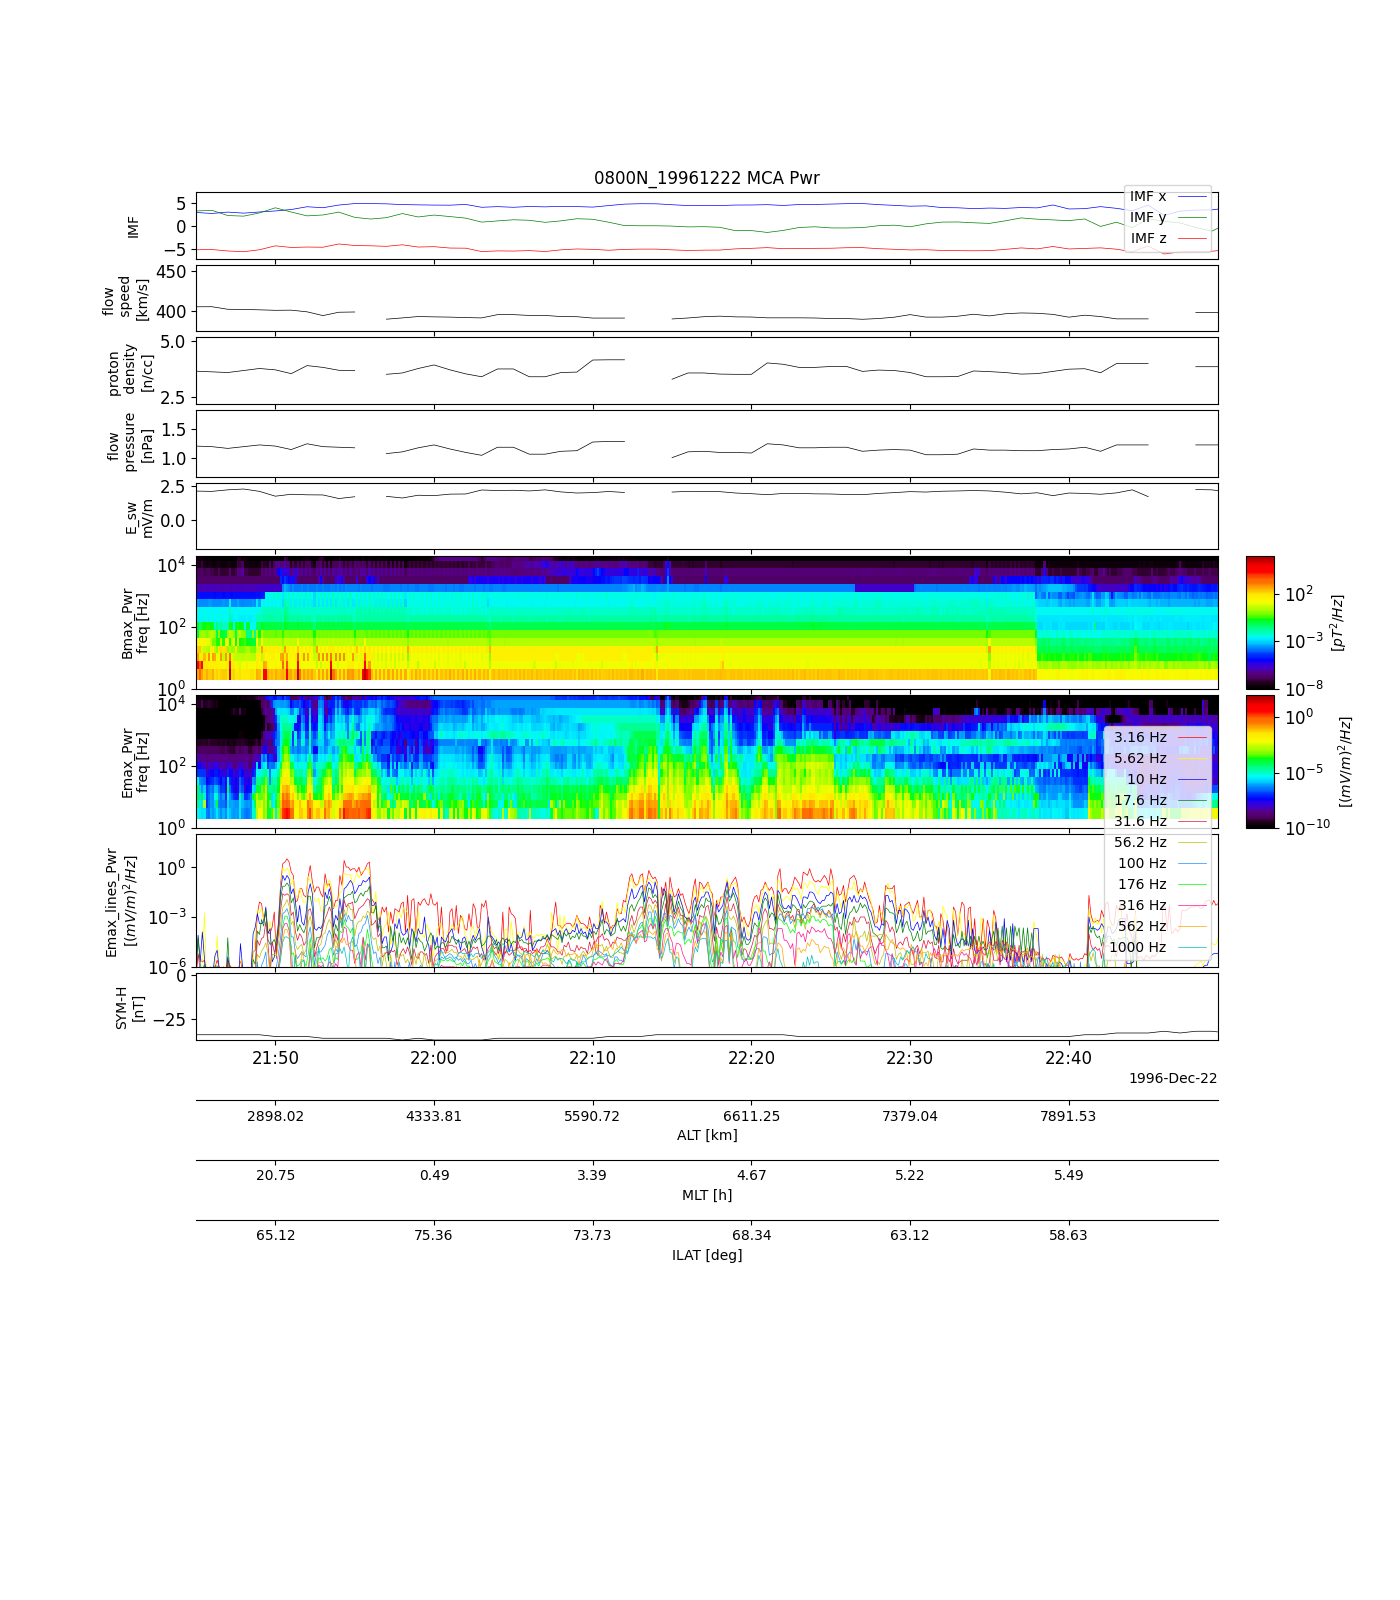 0800N_19961222 MCA Pwr
5
0
−5
IMF
IMF x
IMF y
IMF z
450
400
flow
speed
[km/s]
5.0
2.5
proton
density
[n/cc]
1.5
1.0
flow
pressure
[nPa]
2.5
0.0
E_sw
mV/m
10^4
10^2
10^0
Bmax_Pwr
freq [Hz]
10^2
10^−3
10^−8
[pT^2/Hz]
10^4
10^2
10^0
Emax_Pwr
freq [Hz]
10^0
10^−5
10^−10
[(mV/m)^2/Hz]
3.16 Hz
5.62 Hz
10 Hz
17.6 Hz
31.6 Hz
56.2 Hz
100 Hz
176 Hz
316 Hz
562 Hz
1000 Hz
10^0
10^−3
10^−6
Emax_lines_Pwr
[(mV/m)^2/Hz]
0
−25
SYM-H
[nT]
21:50 22:00 22:10 22:20 22:30 22:40
1996-Dec-22
2898.02 4333.81 5590.72 6611.25 7379.04 7891.53
ALT [km]
20.75 0.49 3.39 4.67 5.22 5.49
MLT [h]
65.12 75.36 73.73 68.34 63.12 58.63
ILAT [deg]